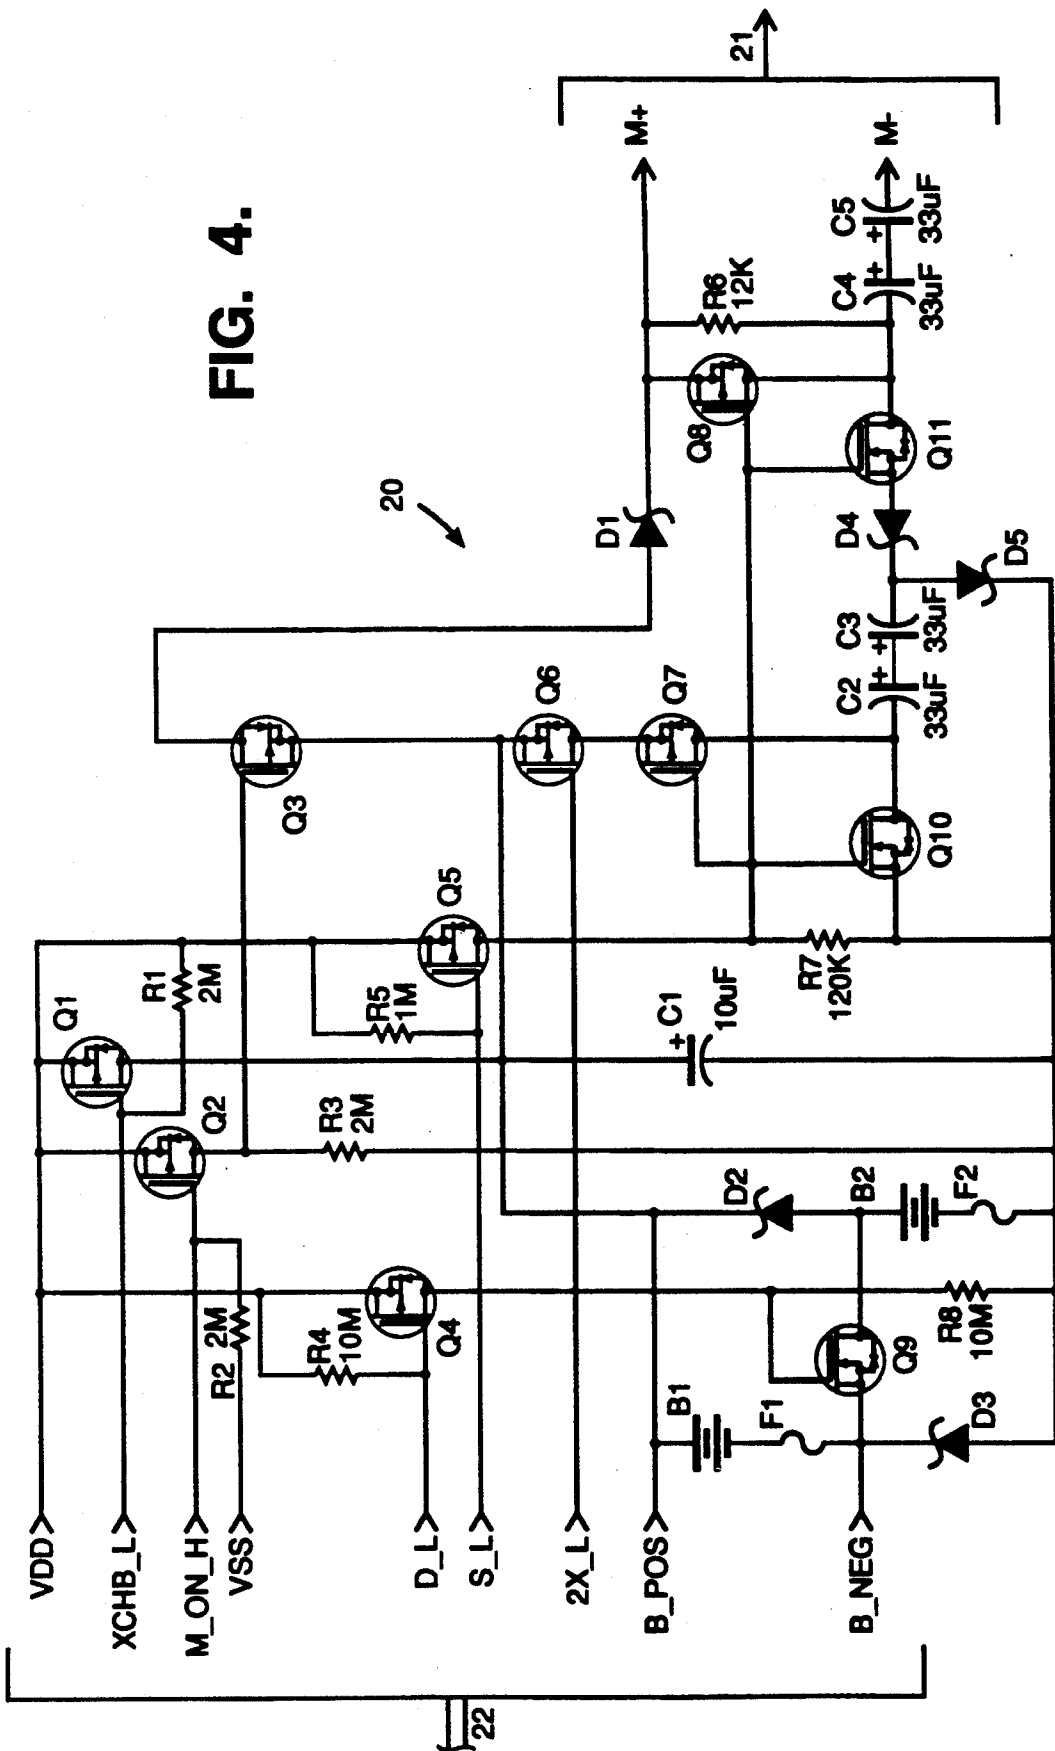 FIG. 4.
20
21
22
VDD
XCHB_L
M_ON_H
VSS
D_L
S_L
2X_L
B_POS
B_NEG
M+
M-
Q1
R1
2M
Q2
R2
2M
R3
2M
Q3
R4
10M
Q4
R5
1M
Q5
Q6
Q7
D1
Q8
R6
12K
+
C1
10uF
R7
120K
Q10
C2
+
33uF
C3
+
33uF
D4
D5
Q11
C4
+
33uF
C5
+
33uF
B1
F1
D3
Q9
R8
10M
D2
B2
F2